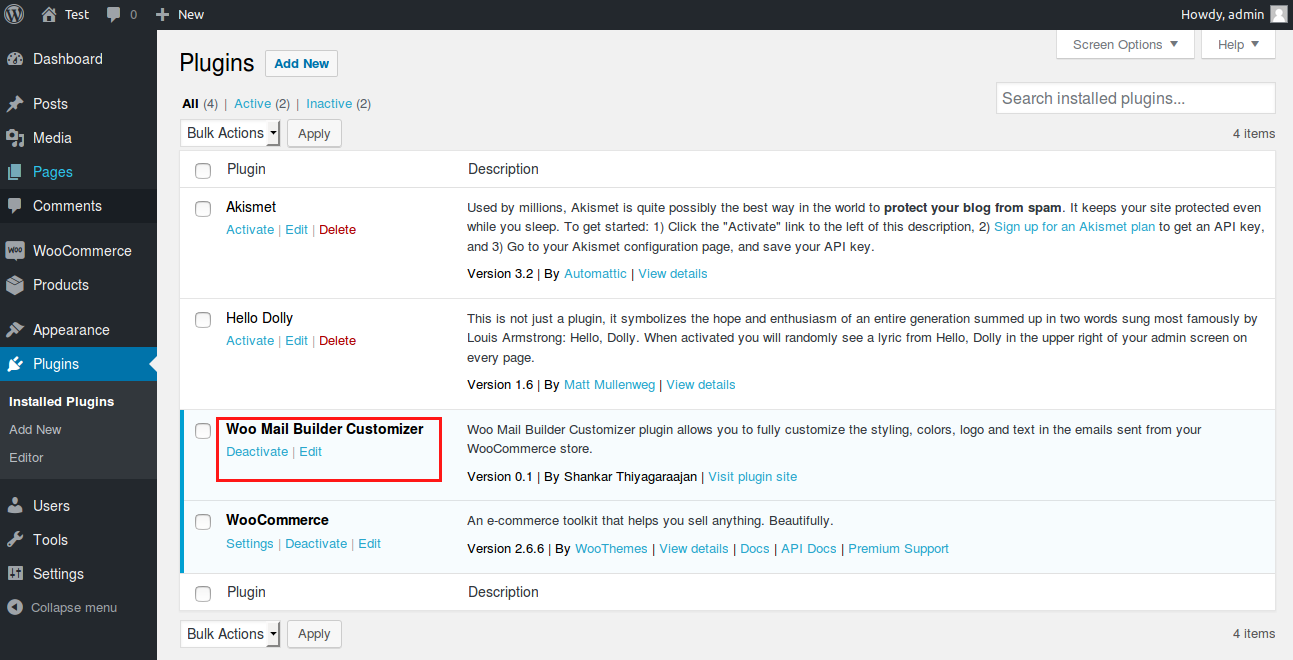 Test 0 New Howdy, admin
Dashboard
Posts
Media
Pages
Comments
WOO WooCommerce
Products
Appearance
Plugins
Installed Plugins
Add New
Editor
Users
Tools
Settings
Collapse menu
Screen Options Help
Plugins Add New
All (4) | Active (2) | Inactive (2)
Search installed plugins...
Bulk Actions Apply
4 items
Plugin Description
Akismet
Activate | Edit | Delete
Used by millions, Akismet is quite possibly the best way in the world to protect your blog from spam. It keeps your site protected even
while you sleep. To get started: 1) Click the "Activate" link to the left of this description, 2) Sign up for an Akismet plan to get an API key,
and 3) Go to your Akismet configuration page, and save your API key.
Version 3.2 | By Automattic | View details
Hello Dolly
Activate | Edit | Delete
This is not just a plugin, it symbolizes the hope and enthusiasm of an entire generation summed up in two words sung most famously by
Louis Armstrong: Hello, Dolly. When activated you will randomly see a lyric from Hello, Dolly in the upper right of your admin screen on
every page.
Version 1.6 | By Matt Mullenweg | View details
Woo Mail Builder Customizer
Deactivate | Edit
Woo Mail Builder Customizer plugin allows you to fully customize the styling, colors, logo and text in the emails sent from your
WooCommerce store.
Version 0.1 | By Shankar Thiyagaraajan | Visit plugin site
WooCommerce
Settings | Deactivate | Edit
An e-commerce toolkit that helps you sell anything. Beautifully.
Version 2.6.6 | By WooThemes | View details | Docs | API Docs | Premium Support
Plugin Description
Bulk Actions Apply
4 items